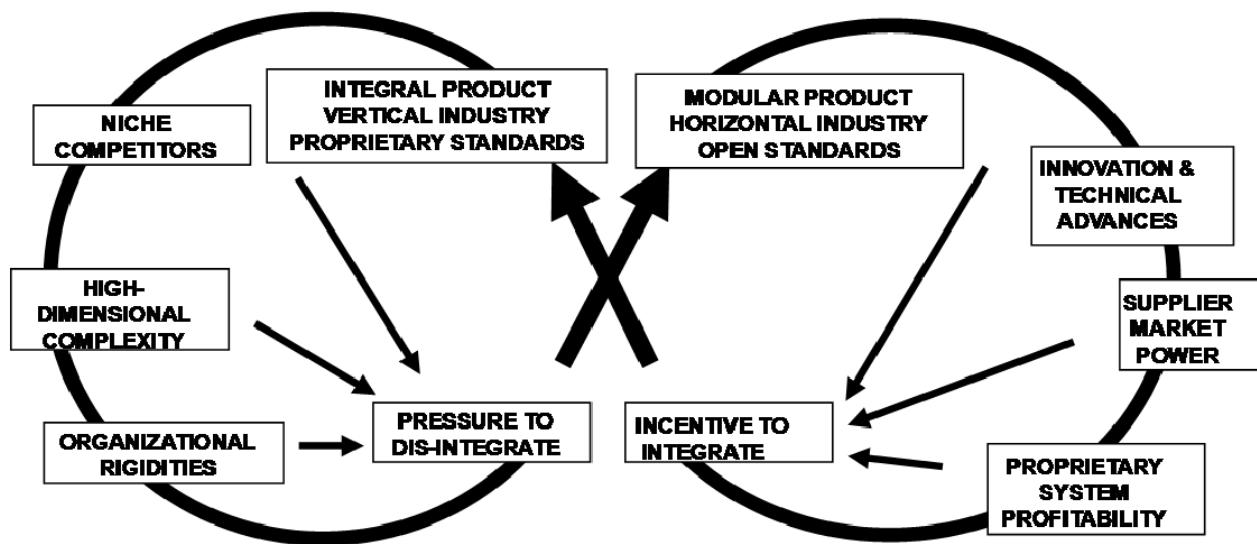 INTEGRAL PRODUCT
VERTICAL INDUSTRY
PROPRIETARY STANDARDS
MODULAR PRODUCT
HORIZONTAL INDUSTRY
OPEN STANDARDS
NICHE
COMPETITORS
INNOVATION &
TECHNICAL
ADVANCES
HIGH-
DIMENSIONAL
COMPLEXITY
SUPPLIER
MARKET
POWER
ORGANIZATIONAL
RIGIDITIES
PRESSURE TO
DIS-INTEGRATE
INCENTIVE TO
INTEGRATE
PROPRIETARY
SYSTEM
PROFITABILITY